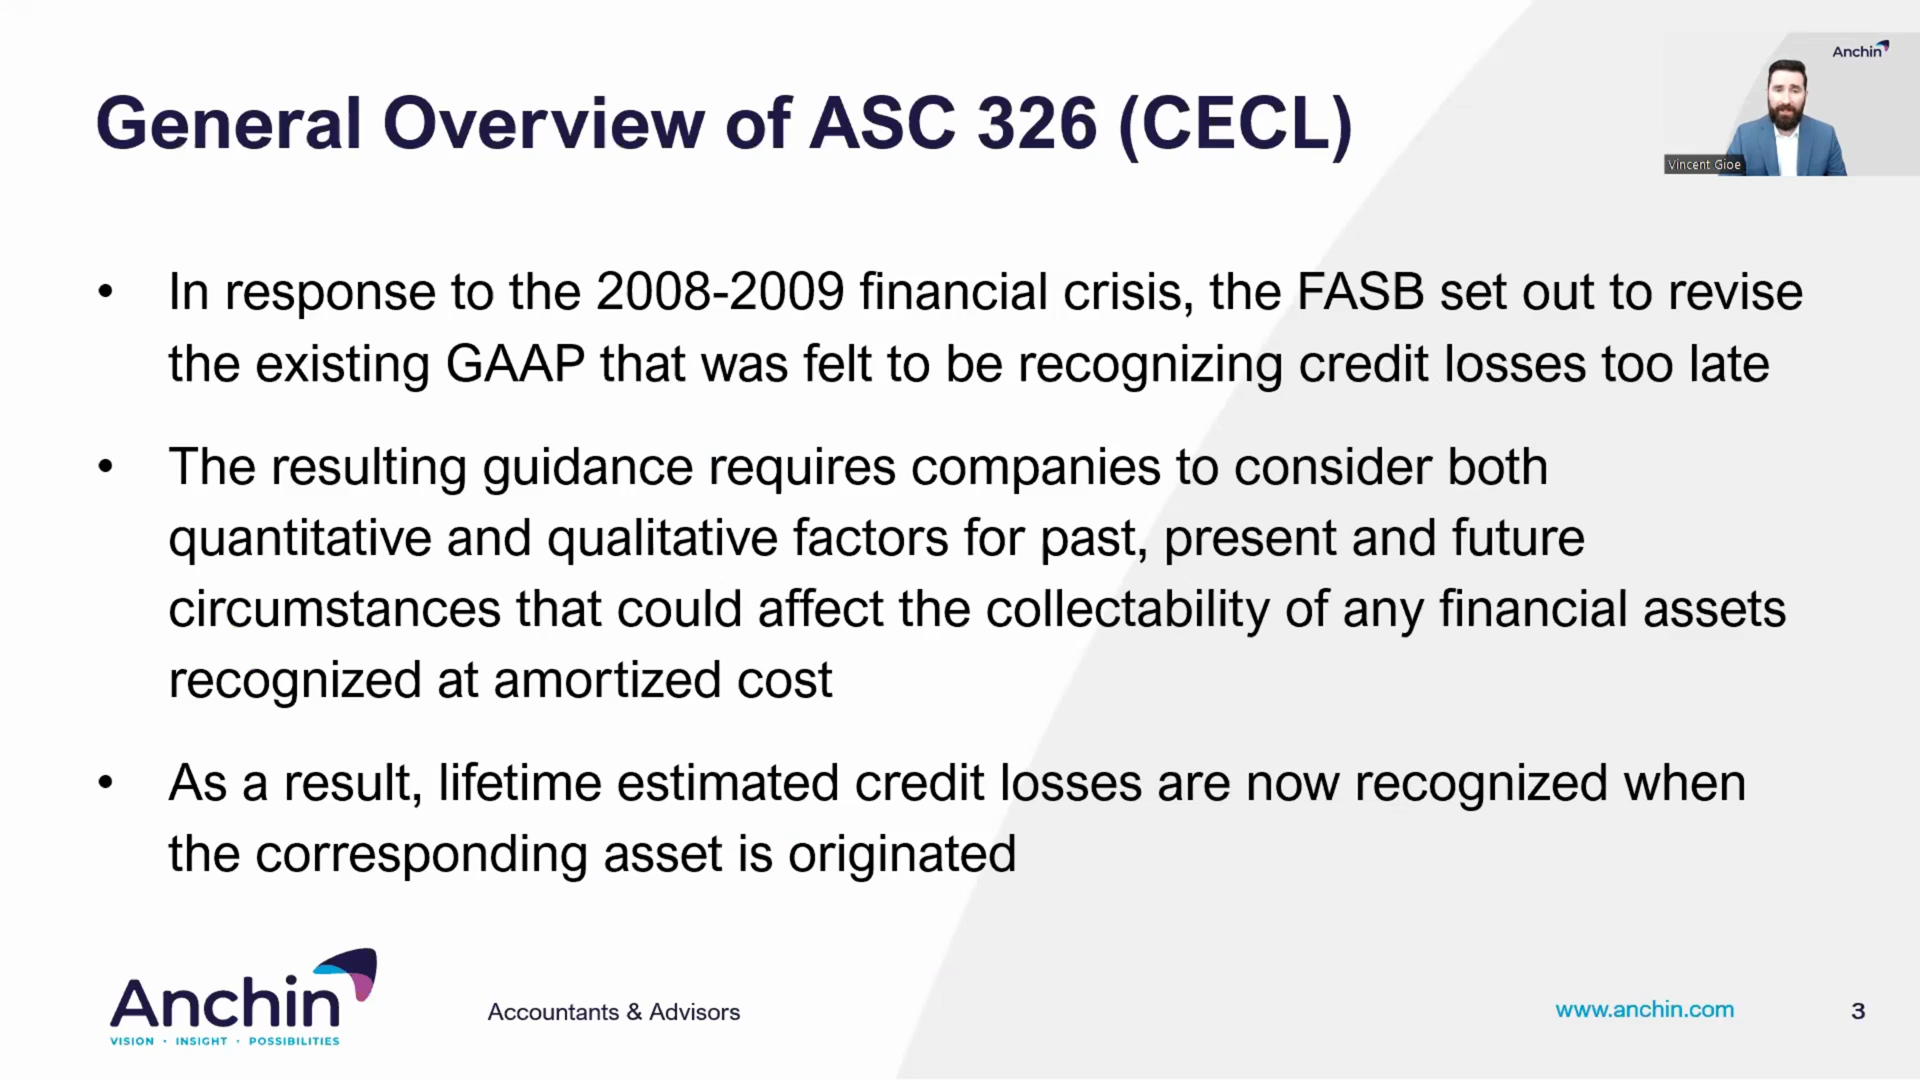 General Overview of ASC 326 (CECL)
Anchin
Vincent Gioe
• In response to the 2008-2009 financial crisis, the FASB set out to revise
the existing GAAP that was felt to be recognizing credit losses too late
• The resulting guidance requires companies to consider both
quantitative and qualitative factors for past, present and future
circumstances that could affect the collectability of any financial assets
recognized at amortized cost
• As a result, lifetime estimated credit losses are now recognized when
the corresponding asset is originated
Anchin
VISION · INSIGHT · POSSIBILITIES
Accountants & Advisors
www.anchin.com
3